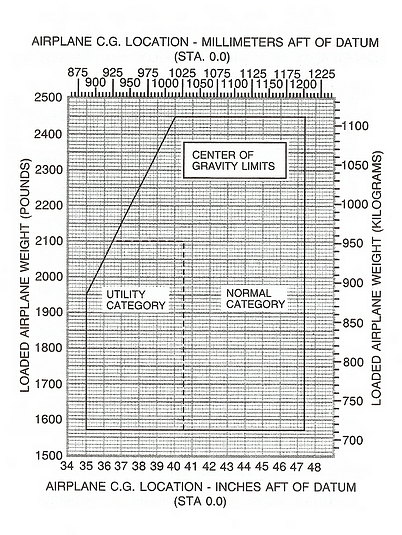 AIRPLANE C.G. LOCATION - MILLIMETERS AFT OF DATUM
(STA. 0.0)
875 925 975 1025 1075 1125 1175 1225
900 950 1000 1050 1100 1150 1200
LOADED AIRPLANE WEIGHT (POUNDS)
2500
2400
2300
2200
2100
2000
1900
1800
1700
1600
1500
CENTER OF
GRAVITY LIMITS
UTILITY
CATEGORY
NORMAL
CATEGORY
1100
1050
1000
950
900
850
800
750
700
LOADED AIRPLANE WEIGHT (KILOGRAMS)
34 35 36 37 38 39 40 41 42 43 44 45 46 47 48
AIRPLANE C.G. LOCATION - INCHES AFT OF DATUM
(STA 0.0)